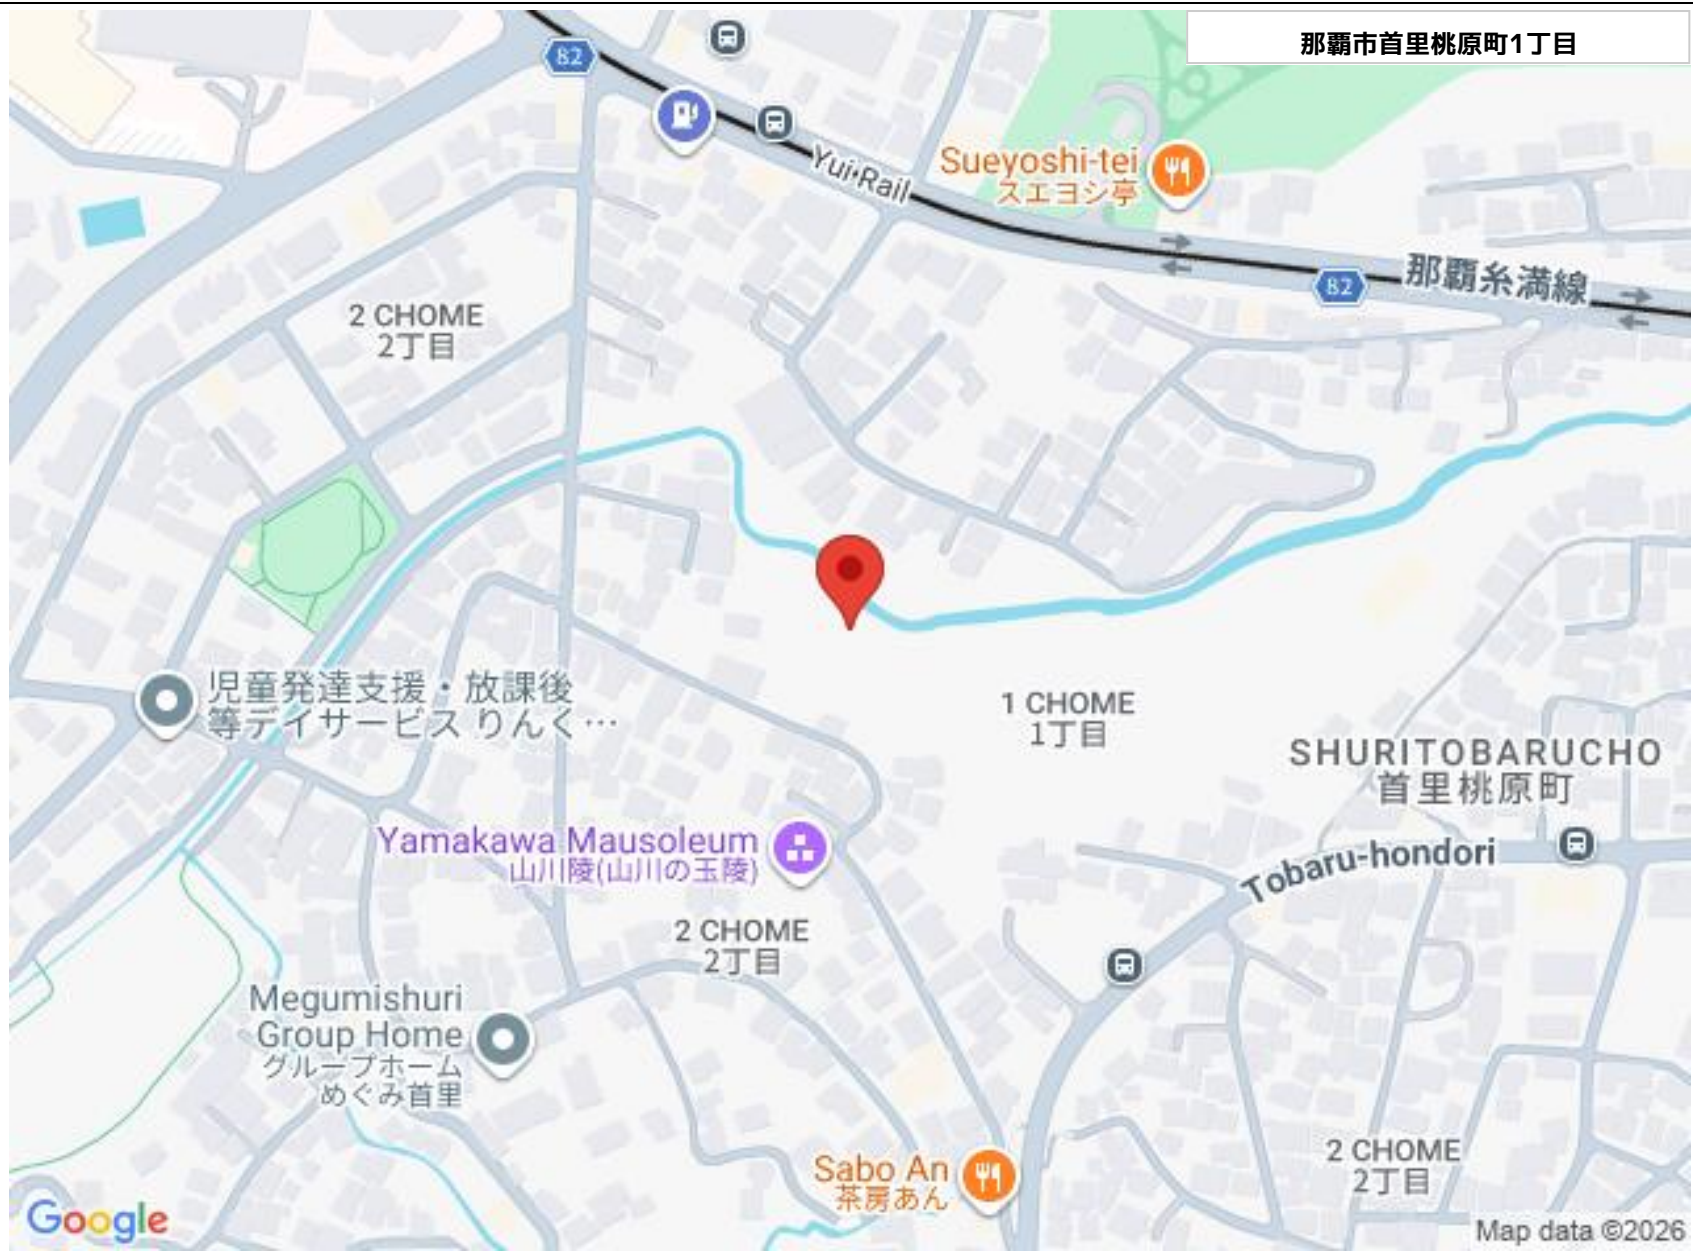 那覇市首里桃原町1丁目
82
Yui-Rail
Sueyoshi-tei
スエヨシ亭
82
那覇糸満線
2 CHOME
2丁目
児童発達支援・放課後
等デイサービス りんく…
1 CHOME
1丁目
SHURITOBARUCHO
首里桃原町
Yamakawa Mausoleum
山川陵(山川の玉陵)
Tobaru-hondori
2 CHOME
2丁目
Megumishuri
Group Home
グループホーム
めぐみ首里
Sabo An
茶房あん
2 CHOME
2丁目
Google
Map data ©2026